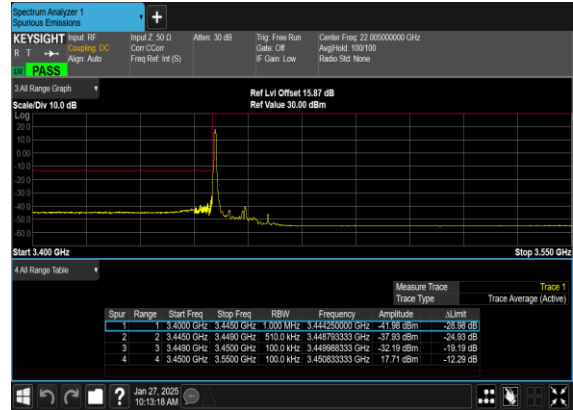 Spectrum Analyzer 1
Spurious Emissions
KEYSIGHT Input: RF Input Z: 50 Ω Atten: 30 dB Trig: Free Run Center Freq: 22.005000000 GHz
R T Coupling: DC Corr CCorr Gate: Off Avg|Hold: 100/100
Align: Auto Freq Ref: Int (S) IF Gain: Low Radio Std: None
LM PASS
3 All Range Graph
Ref Lvl Offset 15.87 dB
Scale/Div 10.0 dB Ref Value 30.00 dBm
Log
20.0
10.0
0.00
-10.0
-20.0
-30.0
-40.0
-50.0
-60.0
Start 3.400 GHz Stop 3.550 GHz
4 All Range Table
Measure Trace Trace 1
Trace Type Trace Average (Active)
Spur Range Start Freq Stop Freq RBW Frequency Amplitude ΔLimit
1 1 3.4000 GHz 3.4450 GHz 1.000 MHz 3.444250000 GHz -41.98 dBm -28.98 dB
2 2 3.4450 GHz 3.4490 GHz 510.0 kHz 3.448793333 GHz -37.93 dBm -24.93 dB
3 3 3.4490 GHz 3.4500 GHz 100.0 kHz 3.449988333 GHz -32.19 dBm -19.19 dB
4 4 3.4500 GHz 3.5500 GHz 100.0 kHz 3.450833333 GHz 17.71 dBm -12.29 dB
Jan 27, 2025
10:13:18 AM